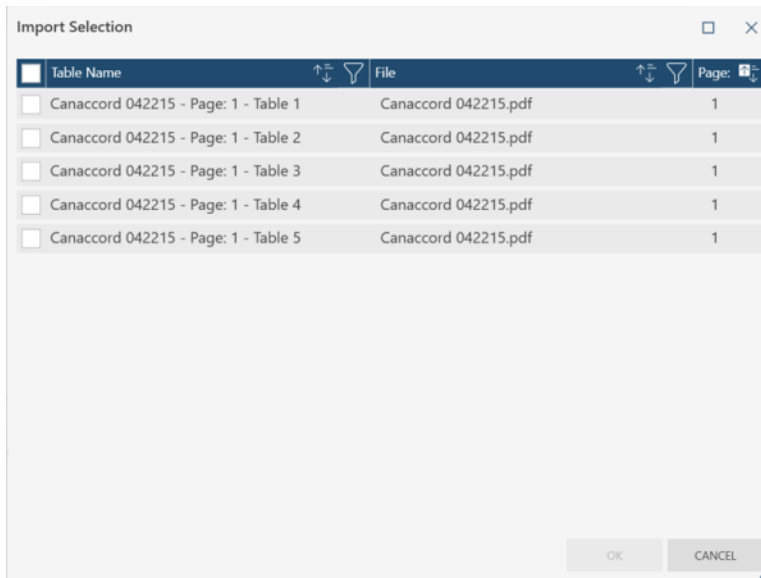 Import Selection
Table Name File Page:
Canaccord 042215 - Page: 1 - Table 1 Canaccord 042215.pdf 1
Canaccord 042215 - Page: 1 - Table 2 Canaccord 042215.pdf 1
Canaccord 042215 - Page: 1 - Table 3 Canaccord 042215.pdf 1
Canaccord 042215 - Page: 1 - Table 4 Canaccord 042215.pdf 1
Canaccord 042215 - Page: 1 - Table 5 Canaccord 042215.pdf 1
OK CANCEL